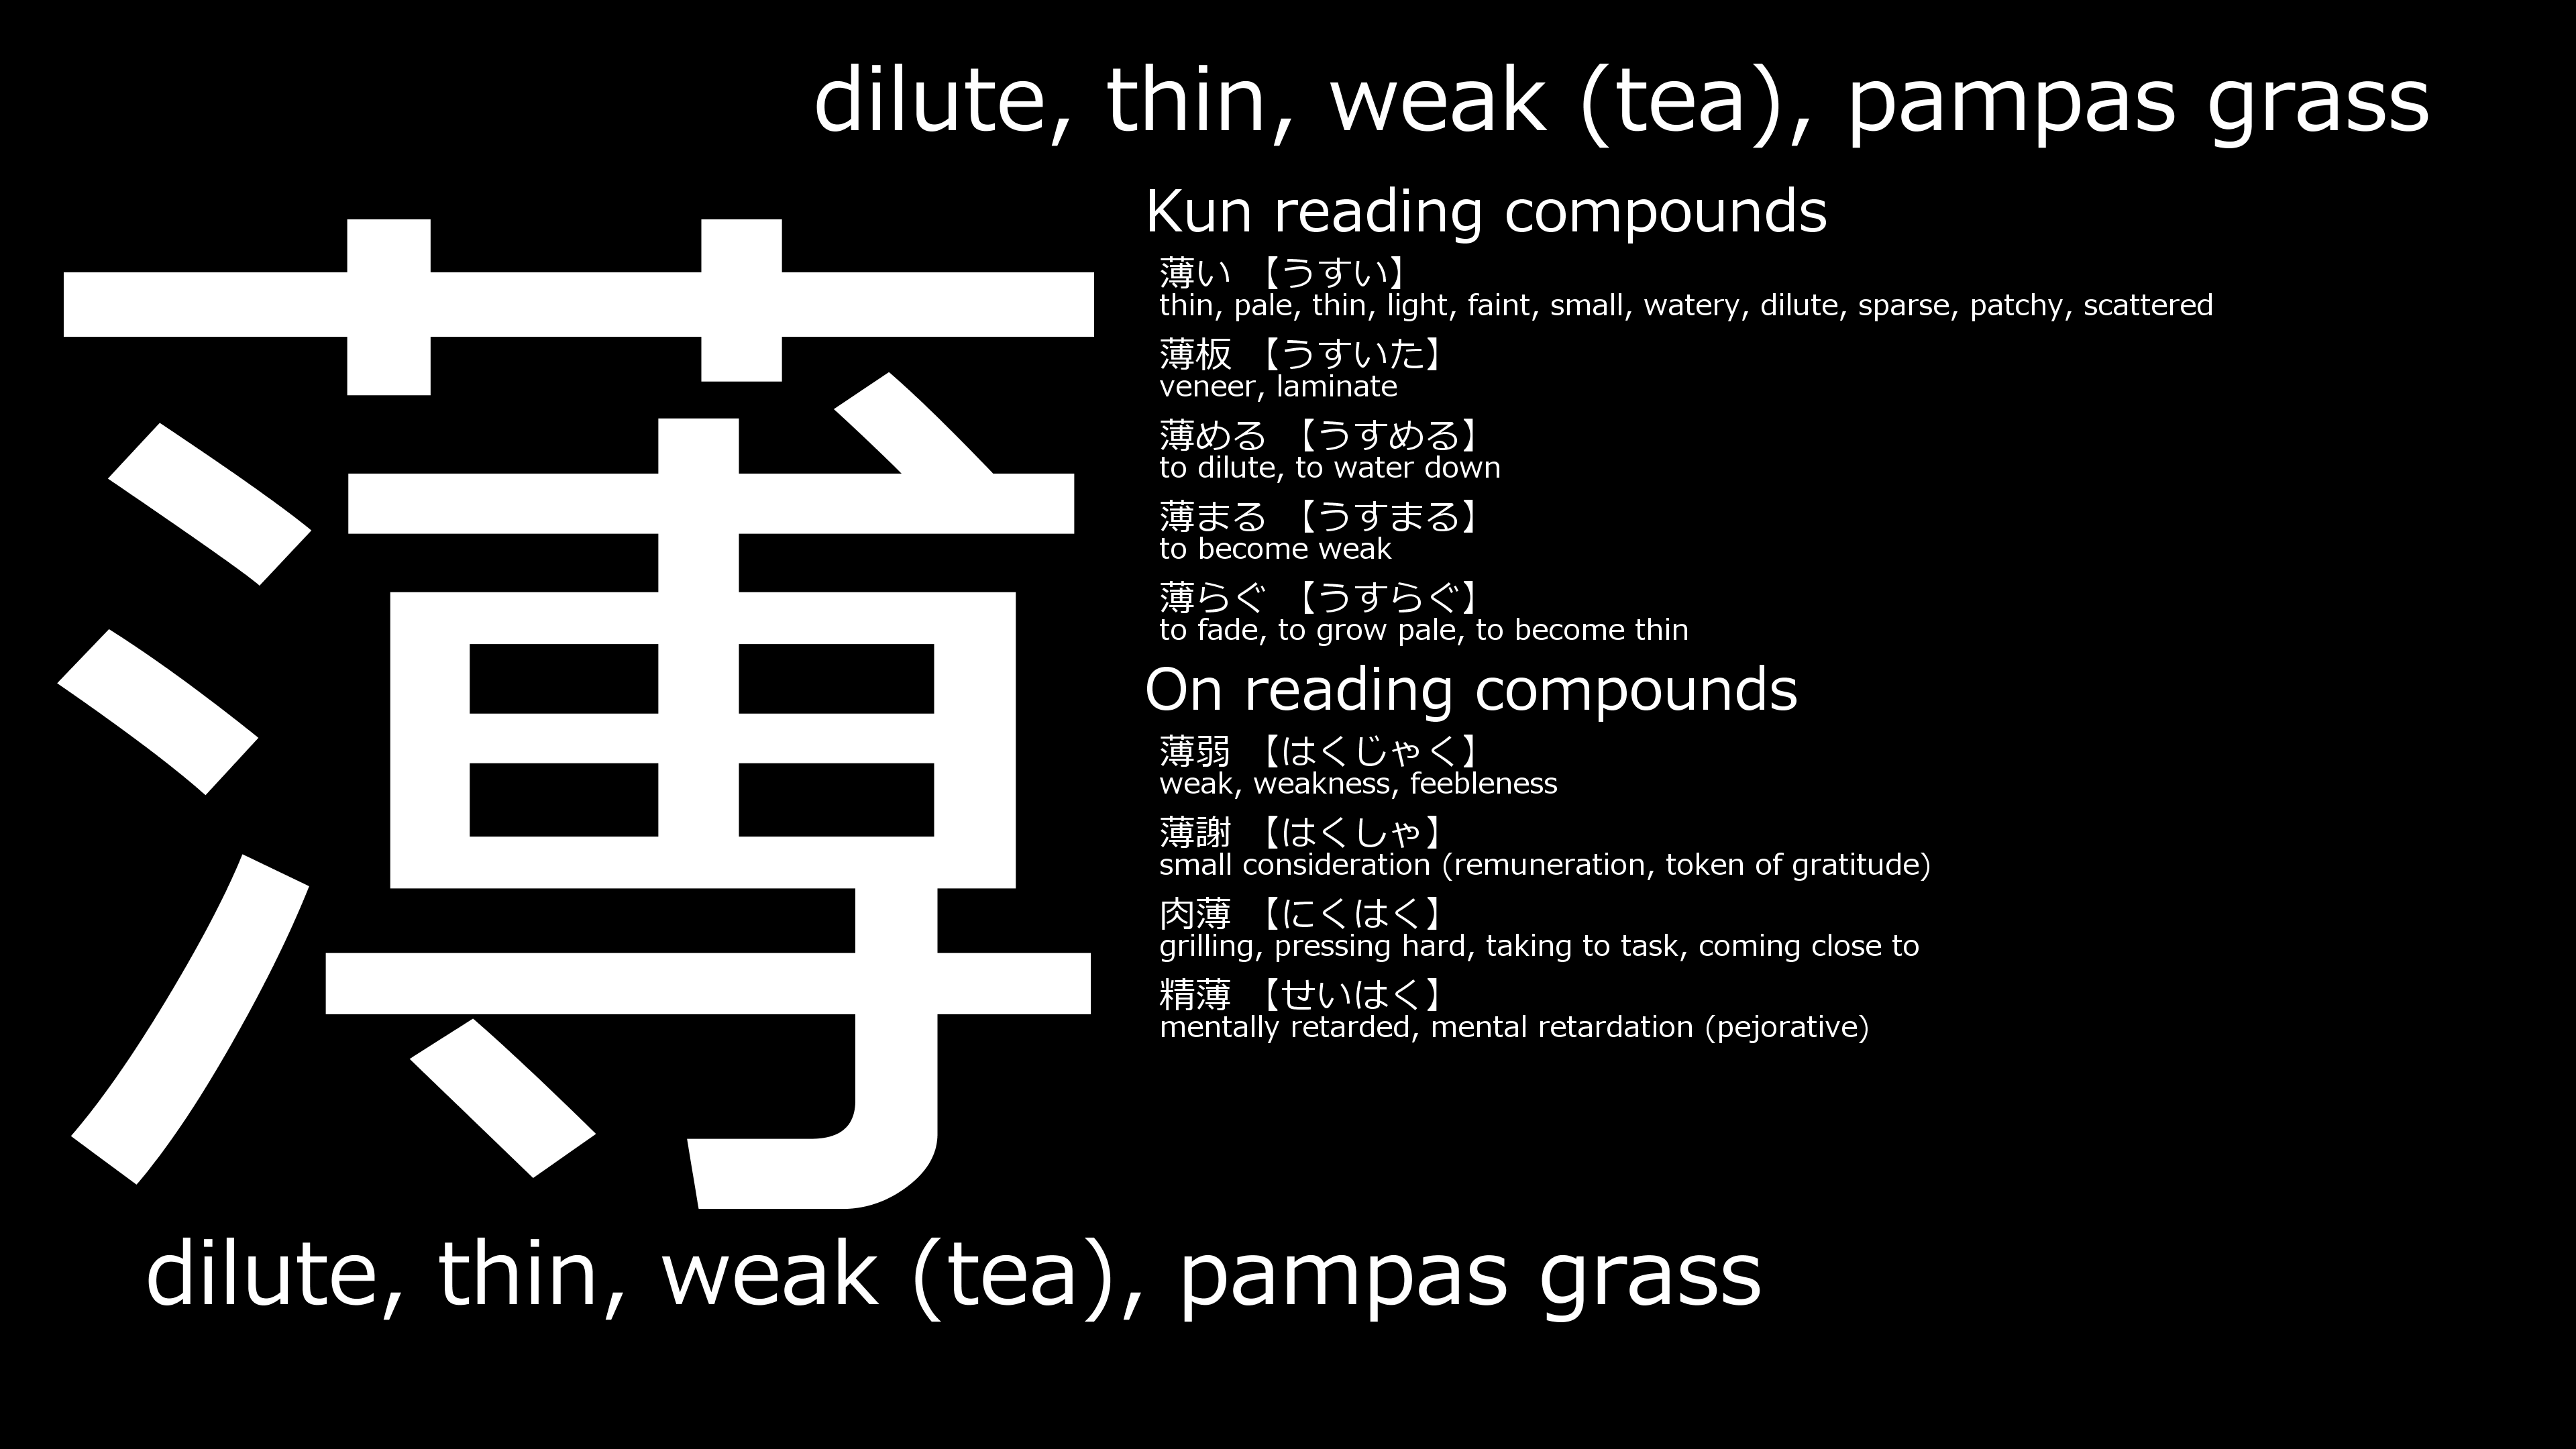 dilute, thin, weak (tea), pampas grass
薄
Kun reading compounds
薄い 【うすい】
thin, pale, thin, light, faint, small, watery, dilute, sparse, patchy, scattered
薄板 【うすいた】
veneer, laminate
薄める 【うすめる】
to dilute, to water down
薄まる 【うすまる】
to become weak
薄らぐ 【うすらぐ】
to fade, to grow pale, to become thin
On reading compounds
薄弱 【はくじゃく】
weak, weakness, feebleness
薄謝 【はくしゃ】
small consideration (remuneration, token of gratitude)
肉薄 【にくはく】
grilling, pressing hard, taking to task, coming close to
精薄 【せいはく】
mentally retarded, mental retardation (pejorative)
dilute, thin, weak (tea), pampas grass